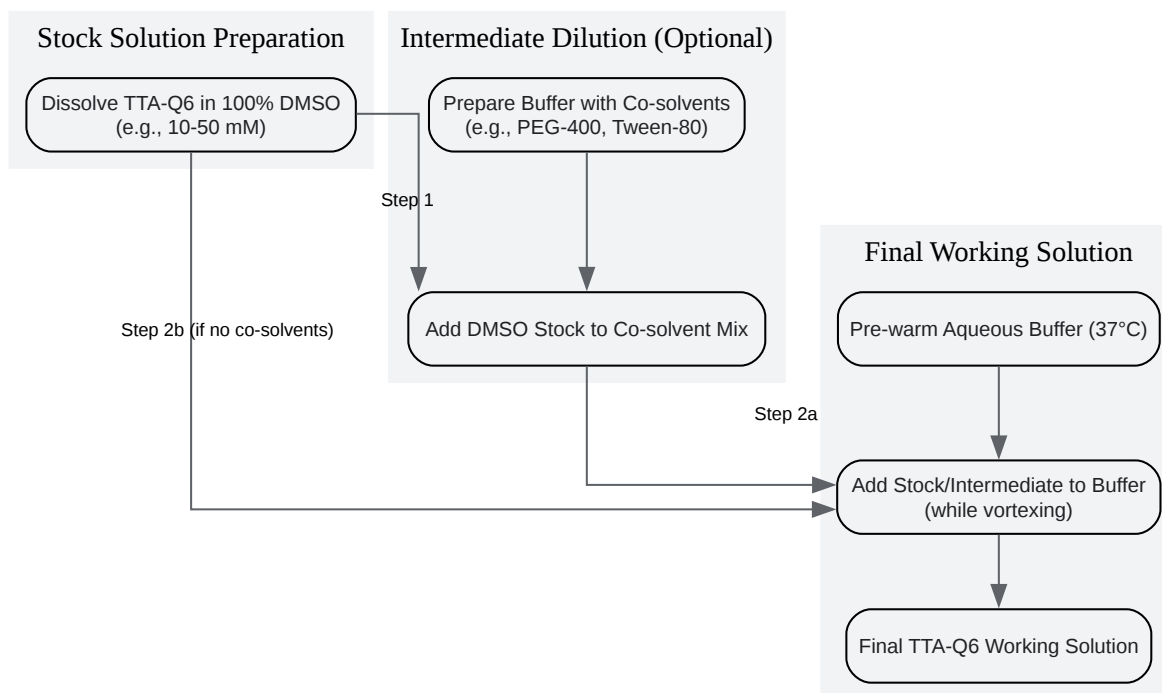 Stock Solution Preparation
Dissolve TTA-Q6 in 100% DMSO
(e.g., 10-50 mM)
Intermediate Dilution (Optional)
Prepare Buffer with Co-solvents
(e.g., PEG-400, Tween-80)
Step 1
Add DMSO Stock to Co-solvent Mix
Step 2b (if no co-solvents)
Step 2a
Final Working Solution
Pre-warm Aqueous Buffer (37°C)
Add Stock/Intermediate to Buffer
(while vortexing)
Final TTA-Q6 Working Solution